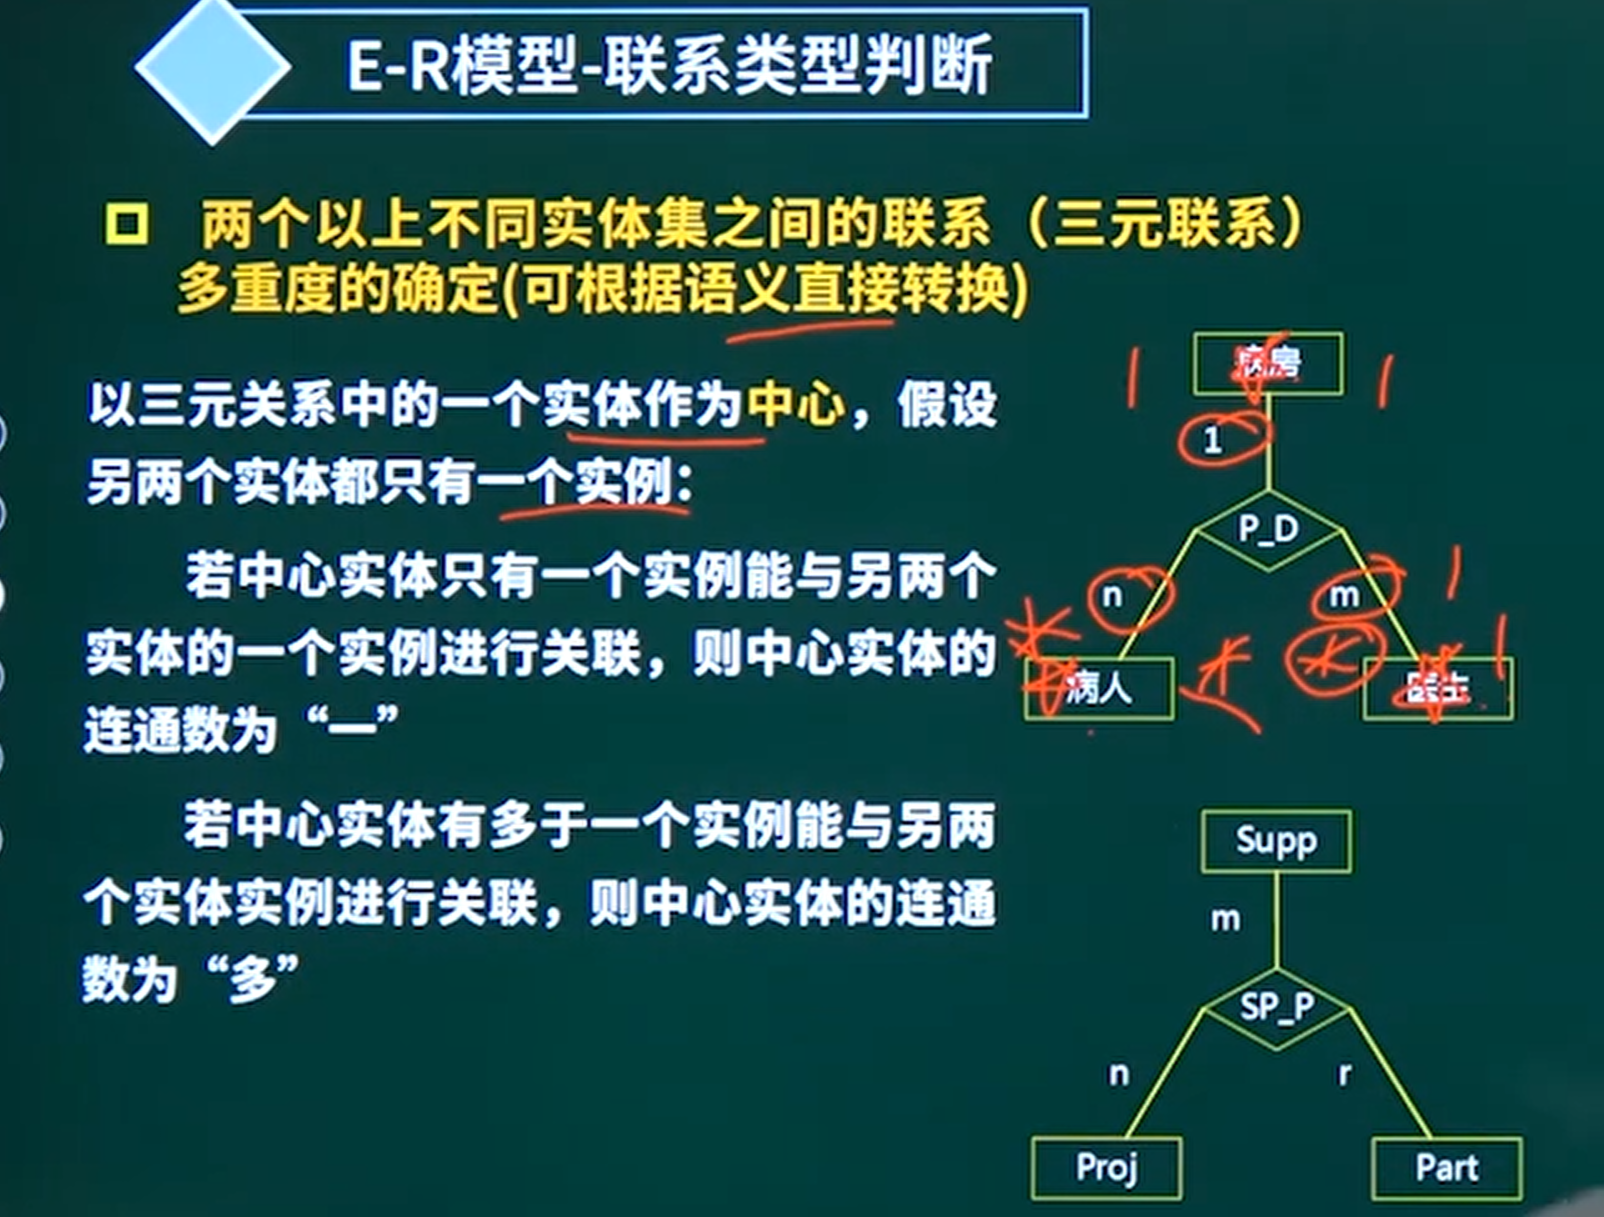 E-R模型-联系类型判断
两个以上不同实体集之间的联系（三元联系）
多重度的确定(可根据语义直接转换)
以三元关系中的一个实体作为中心，假设
另两个实体都只有一个实例：
若中心实体只有一个实例能与另两个
实体的一个实例进行关联，则中心实体的
连通数为“一”
若中心实体有多于一个实例能与另两
个实体实例进行关联，则中心实体的连通
数为“多”
病房
1
1
1
P_D
n
m
1
*
*
*
1
病人
医生
Supp
m
SP_P
n
r
Proj
Part